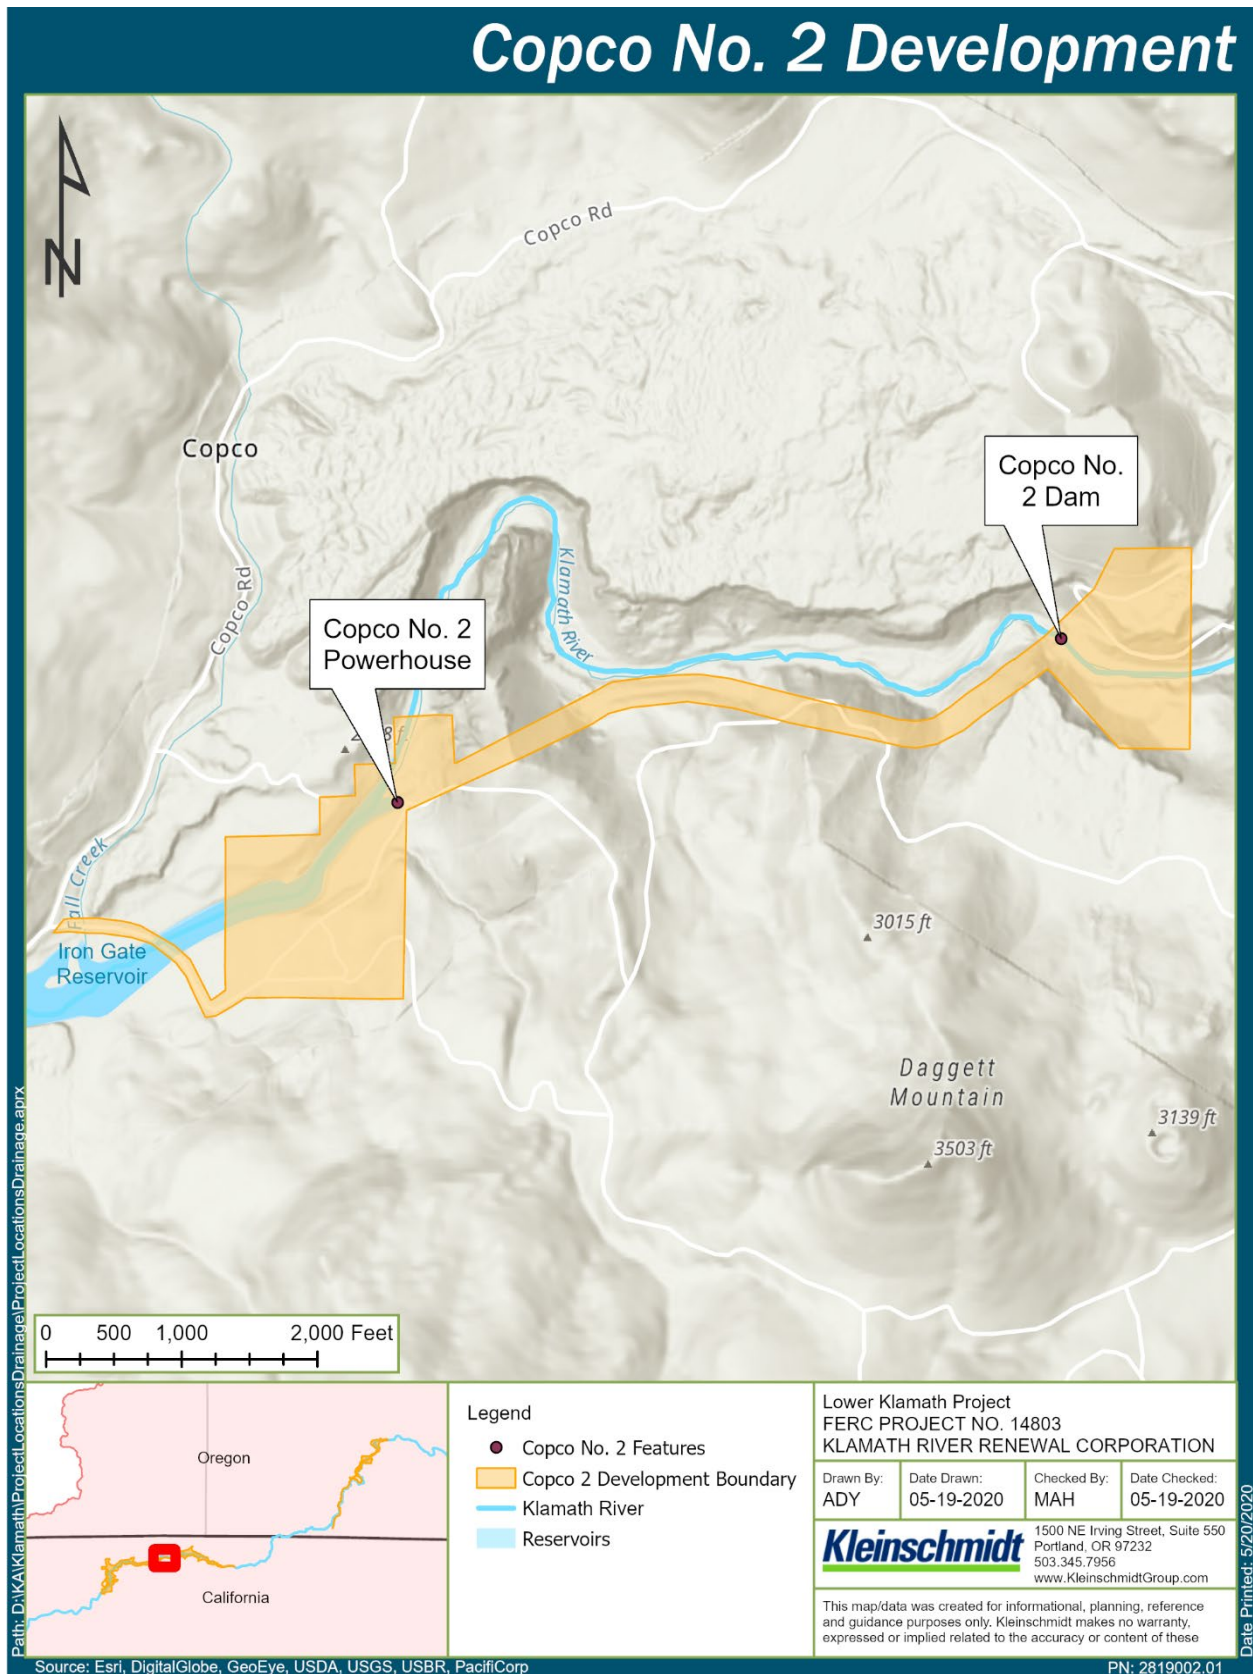 Copco No. 2 Development
N
Copco Rd
Copco
Copco No.
2 Dam
Klamath River
Copco Rd
Copco No. 2
Powerhouse
Fall Creek
Iron Gate
Reservoir
3015 ft
Daggett
Mountain
3139 ft
3503 ft
0 500 1,000 2,000 Feet
Oregon
California
Legend
Copco No. 2 Features
Copco 2 Development Boundary
Klamath River
Reservoirs
Lower Klamath Project
FERC PROJECT NO. 14803
KLAMATH RIVER RENEWAL CORPORATION
Drawn By:
ADY
Date Drawn:
05-19-2020
Checked By:
MAH
Date Checked:
05-19-2020
Kleinschmidt
1500 NE Irving Street, Suite 550
Portland, OR 97232
503.345.7956
www.KleinschmidtGroup.com
This map/data was created for informational, planning, reference
and guidance purposes only. Kleinschmidt makes no warranty,
expressed or implied related to the accuracy or content of these
Path: D:\KA\Klamath\ProjectLocationsDrainage\ProjectLocationsDrainage.aprx
Date Printed: 5/20/2020
Source: Esri, DigitalGlobe, GeoEye, USDA, USGS, USBR, PacifiCorp
PN: 2819002.01